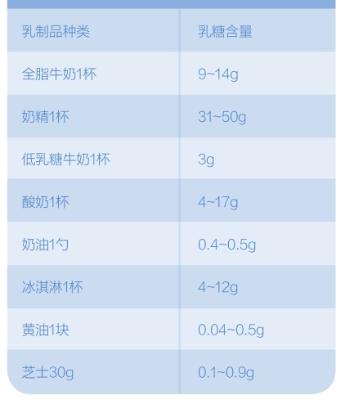 乳制品种类 乳糖含量
全脂牛奶1杯 9~14g
奶精1杯 31~50g
低乳糖牛奶1杯 3g
酸奶1杯 4~17g
奶油1勺 0.4~0.5g
冰淇淋1杯 4~12g
黄油1块 0.04~0.5g
芝士30g 0.1~0.9g